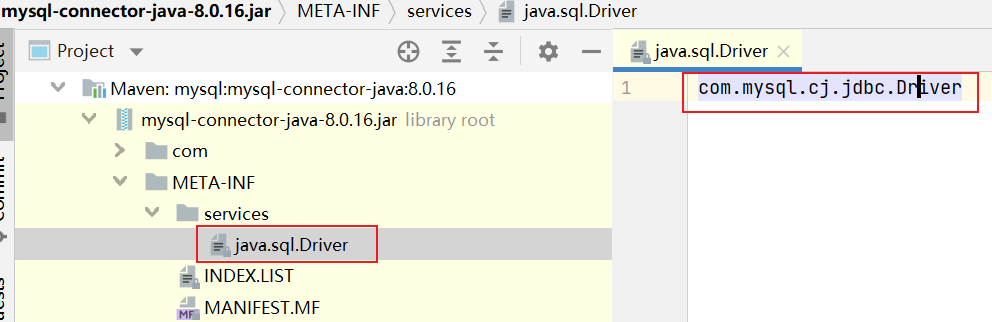 mysql-connector-java-8.0.16.jar META-INF services java.sql.Driver
Project
Maven: mysql:mysql-connector-java:8.0.16
mysql-connector-java-8.0.16.jar library root
com
META-INF
services
java.sql.Driver
INDEX.LIST
MANIFEST.MF
java.sql.Driver
1 com.mysql.cj.jdbc.Driver